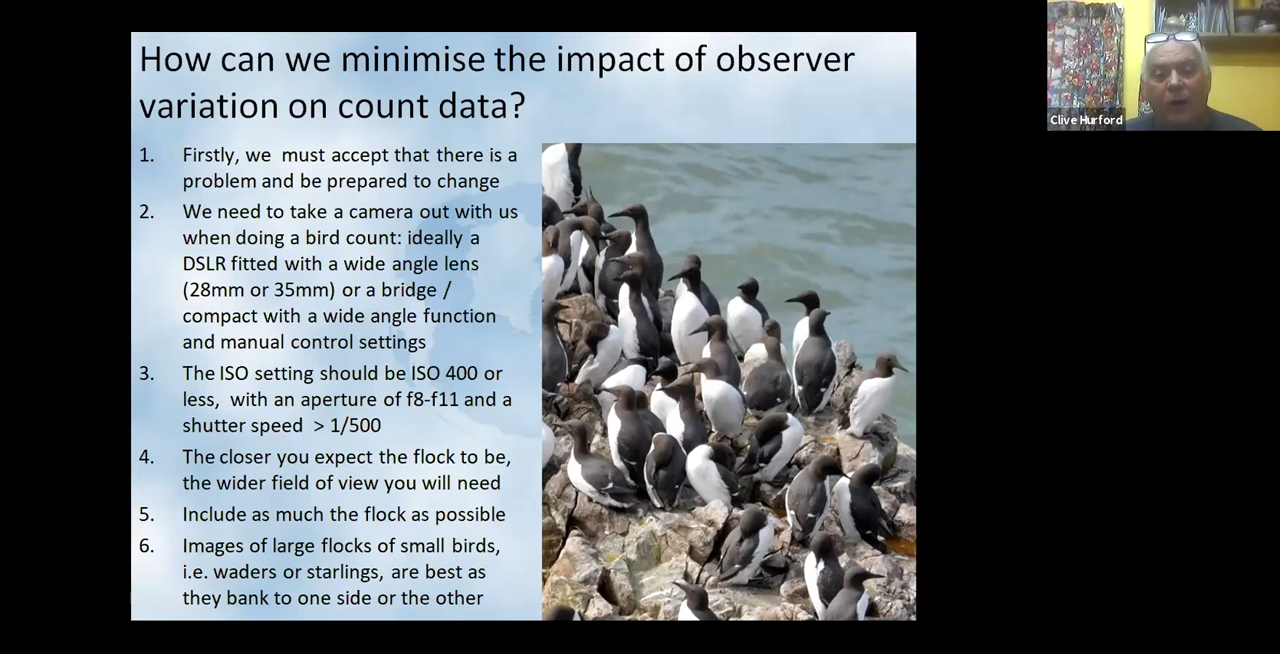 How can we minimise the impact of observer
variation on count data?
1. Firstly, we must accept that there is a
problem and be prepared to change
2. We need to take a camera out with us
when doing a bird count: ideally a
DSLR fitted with a wide angle lens
(28mm or 35mm) or a bridge /
compact with a wide angle function
and manual control settings
3. The ISO setting should be ISO 400 or
less, with an aperture of f8-f11 and a
shutter speed > 1/500
4. The closer you expect the flock to be,
the wider field of view you will need
5. Include as much the flock as possible
6. Images of large flocks of small birds,
i.e. waders or starlings, are best as
they bank to one side or the other
Clive Hurford